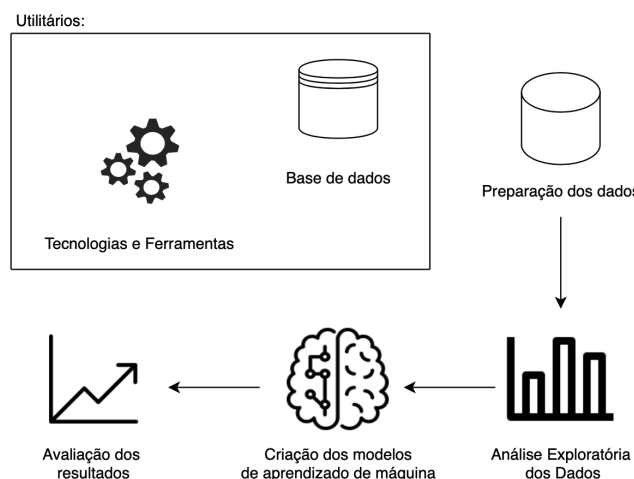 Utilitários:
Base de dados
Preparação dos dados
Tecnologias e Ferramentas
Avaliação dos
resultados
Criação dos modelos
de aprendizado de máquina
Análise Exploratória
dos Dados